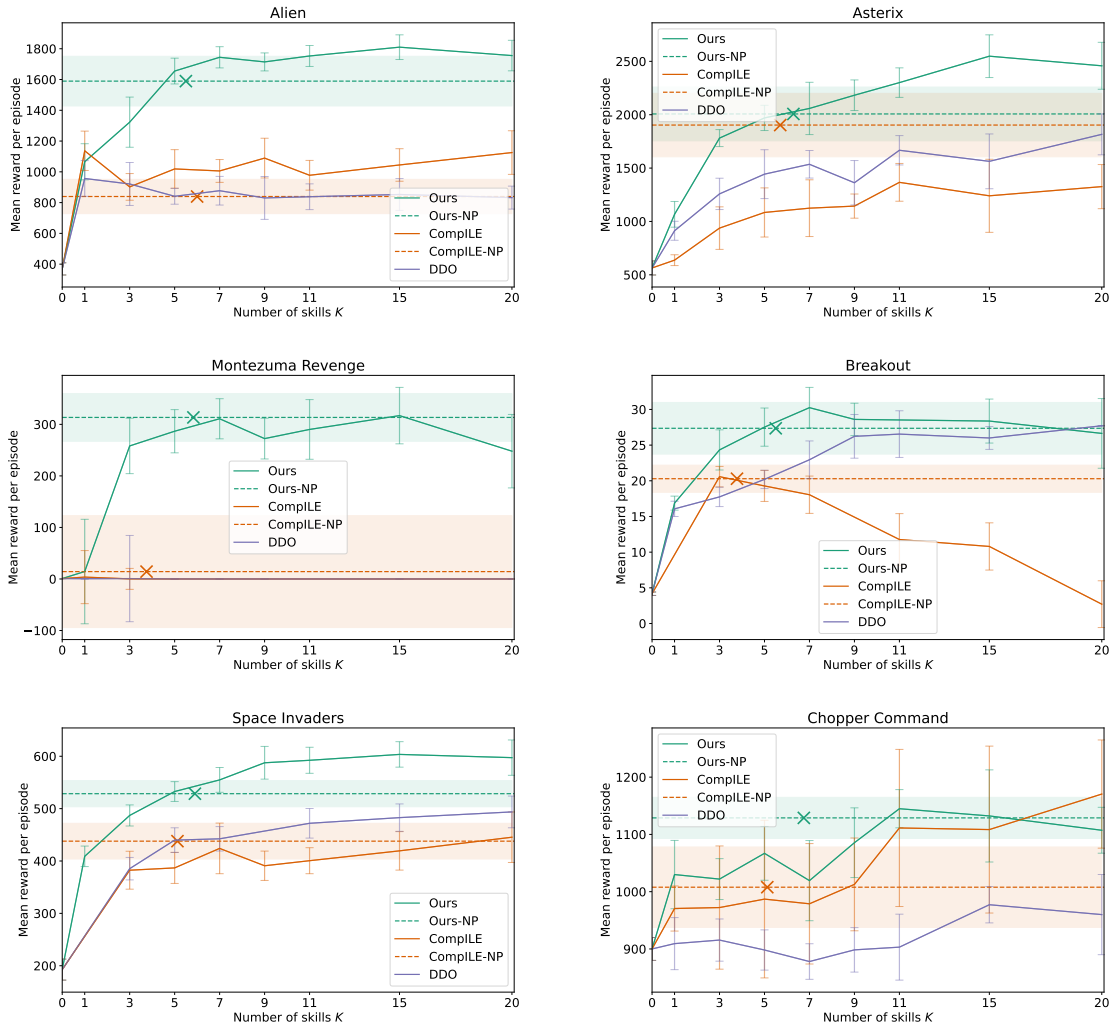 Alien
Mean reward per episode
1800
1600
1400
1200
1000
800
600
400
Ours
Ours-NP
CompILE
CompILE-NP
DDO
0 1 3 5 7 9 11 15 20
Number of skills K
Asterix
Mean reward per episode
2500
2000
1500
1000
500
Ours
Ours-NP
CompILE
CompILE-NP
DDO
0 1 3 5 7 9 11 15 20
Number of skills K
Montezuma Revenge
Mean reward per episode
300
200
100
0
−100
Ours
Ours-NP
CompILE
CompILE-NP
DDO
0 1 3 5 7 9 11 15 20
Number of skills K
Breakout
Mean reward per episode
30
25
20
15
10
5
0
Ours
Ours-NP
CompILE
CompILE-NP
DDO
0 1 3 5 7 9 11 15 20
Number of skills K
Space Invaders
Mean reward per episode
600
500
400
300
200
Ours
Ours-NP
CompILE
CompILE-NP
DDO
0 1 3 5 7 9 11 15 20
Number of skills K
Chopper Command
Mean reward per episode
1200
1100
1000
900
Ours
Ours-NP
CompILE
CompILE-NP
DDO
0 1 3 5 7 9 11 15 20
Number of skills K